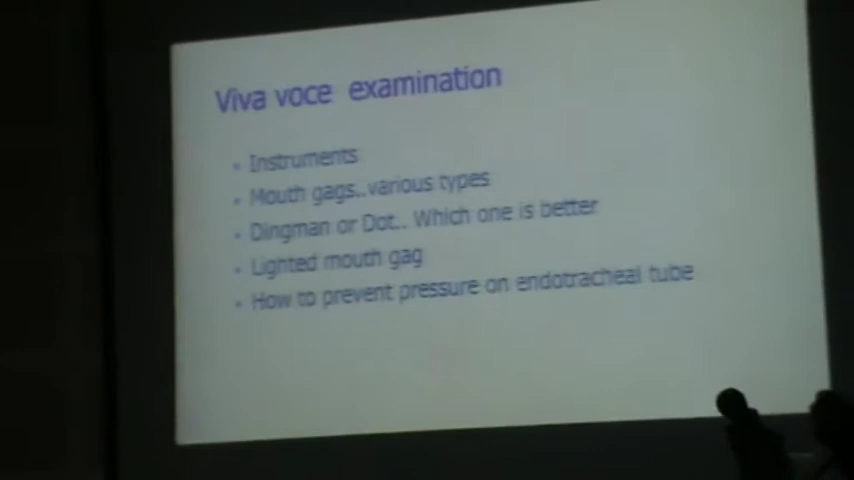 Viva voce examination
Instruments
Mouth gags..various types
Dingman or Dot.. Which one is better
Lighted mouth gag
How to prevent pressure on endotracheal tube